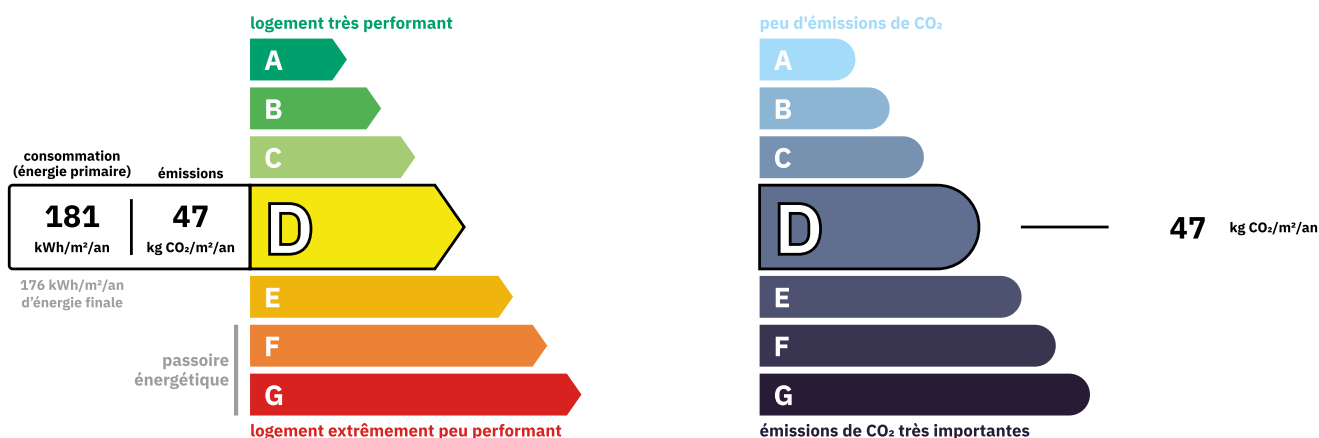 logement très performant
A
B
C
consommation
(énergie primaire)
émissions
181
kWh/m²/an
47
kg CO₂/m²/an
D
176 kWh/m²/an
d'énergie finale
E
F
passoire
énergétique
G
logement extrêmement peu performant
peu d'émissions de CO₂
A
B
C
D
47
kg CO₂/m²/an
E
F
G
émissions de CO₂ très importantes